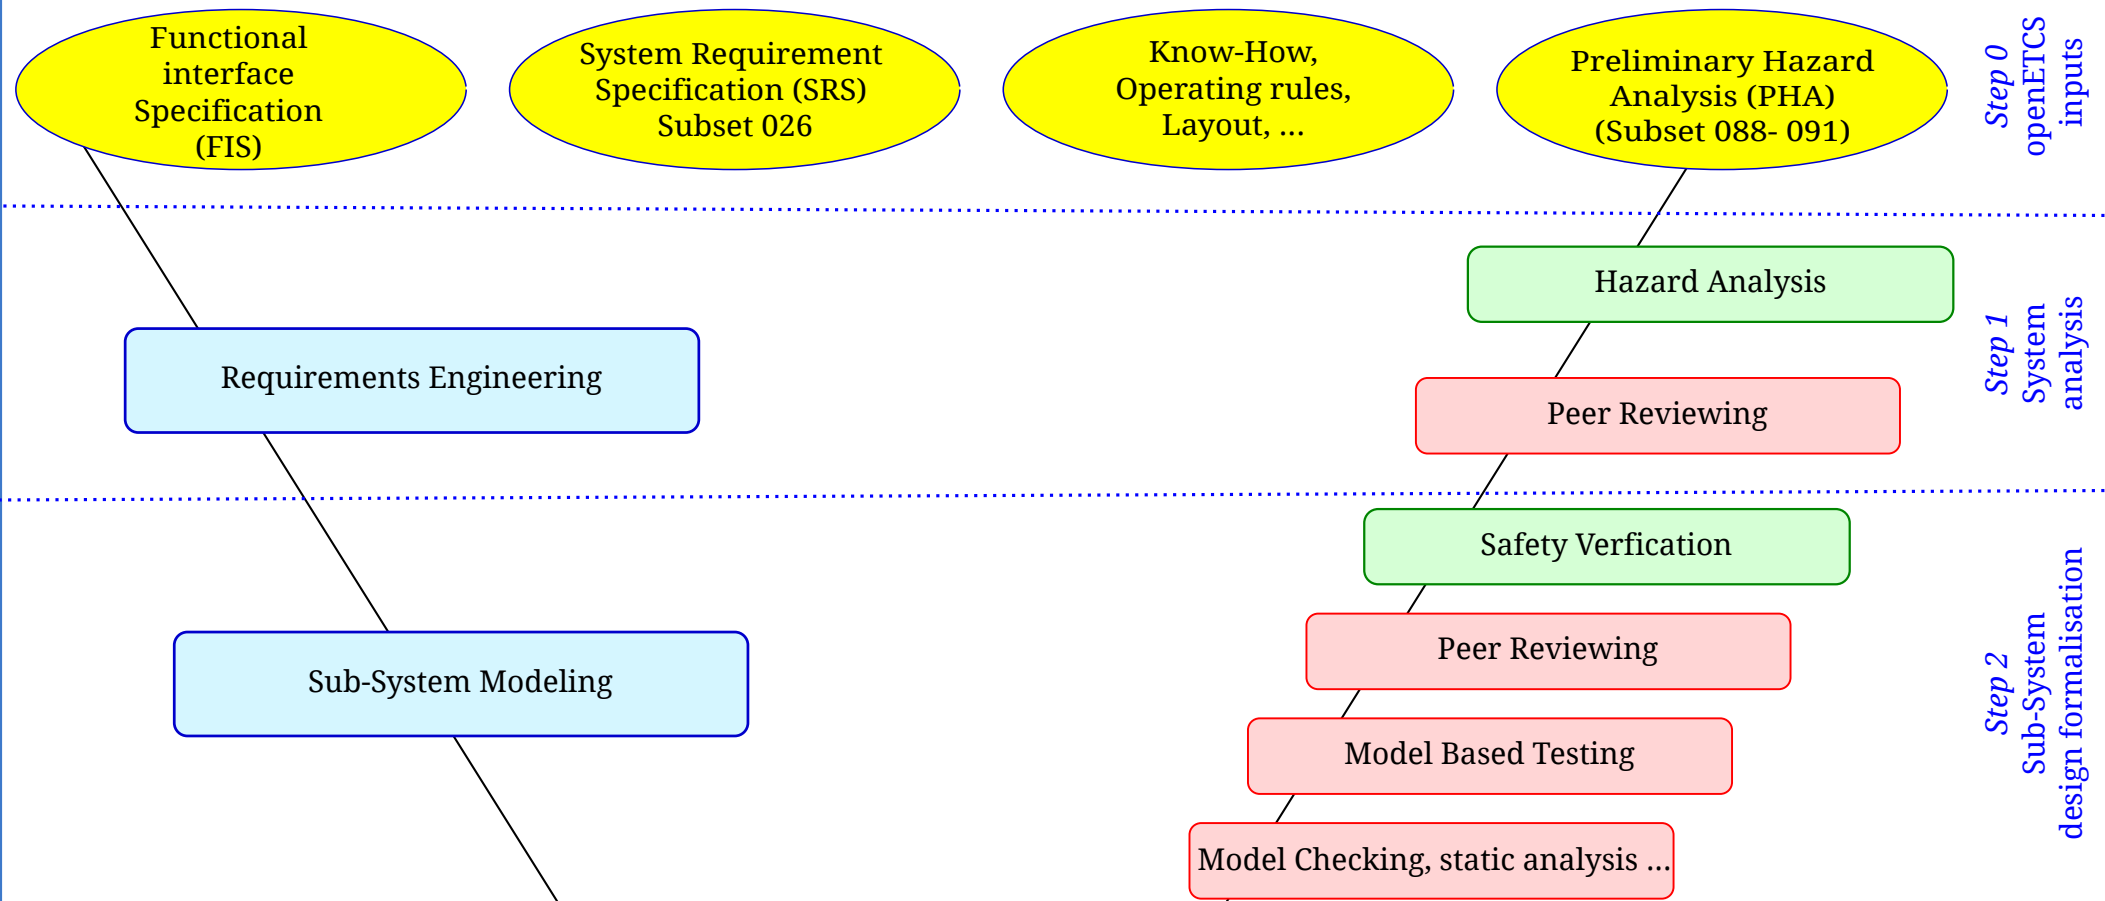 Functional
interface
Specification
(FIS)
System Requirement
Specification (SRS)
Subset 026
Know-How,
Operating rules,
Layout, ...
Preliminary Hazard
Analysis (PHA)
(Subset 088- 091)
Step 0
openETCS
inputs
Hazard Analysis
Requirements Engineering
Peer Reviewing
Step 1
System
analysis
Safety Verfication
Peer Reviewing
Sub-System Modeling
Model Based Testing
Model Checking, static analysis ...
Step 2
Sub-System
design formalisation